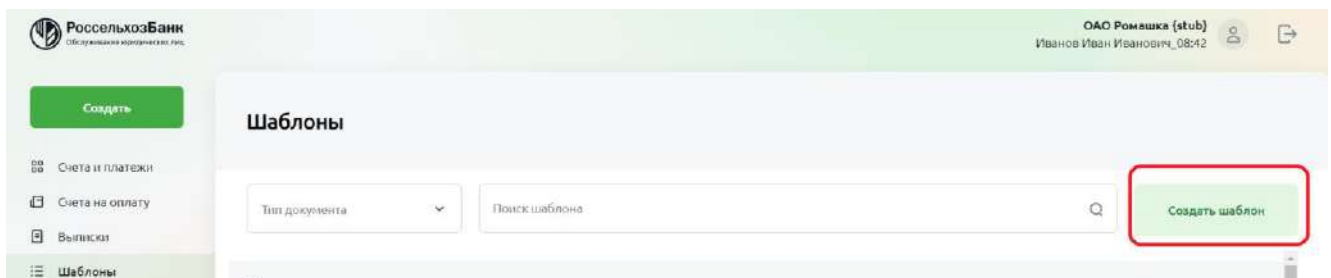 РоссельхозБанк
Обслуживание юридических лиц
ОАО Ромашка (stub)
Иванов Иван Иванович_08:42
Создать
Шаблоны
Счета и платежи
Счета на оплату
Тип документа
Поиск шаблона
Создать шаблон
Выписки
Шаблоны